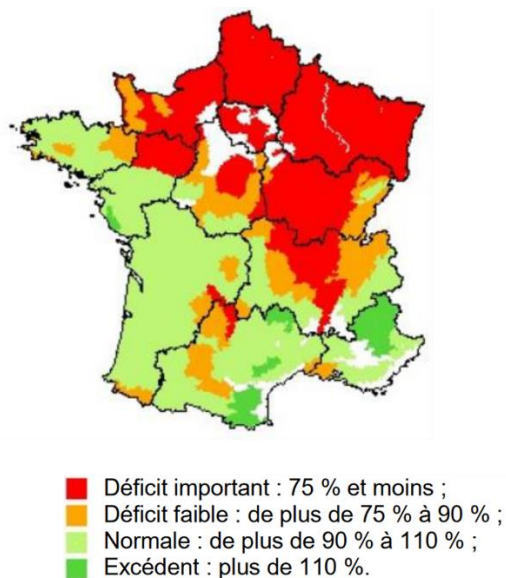 Déficit important : 75 % et moins ;
Déficit faible : de plus de 75 % à 90 % ;
Normale : de plus de 90 % à 110 % ;
Excédent : plus de 110 %.